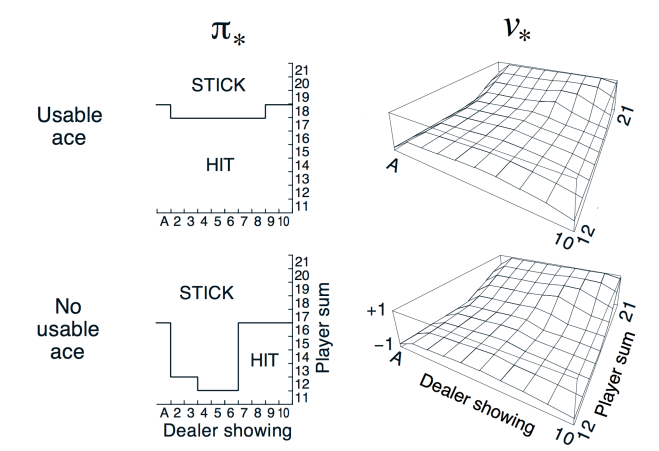 π* v*
Usable
ace
STICK
HIT
21
20
19
18
17
16
15
14
13
12
11
A 2 3 4 5 6 7 8 9 10
A
10
12
21
No
usable
ace
STICK
HIT
21
20
19
18
17
16
15
14
13
12
11
Player sum
A 2 3 4 5 6 7 8 9 10
Dealer showing
+1
−1
A
Dealer showing
10
12
Player sum
21